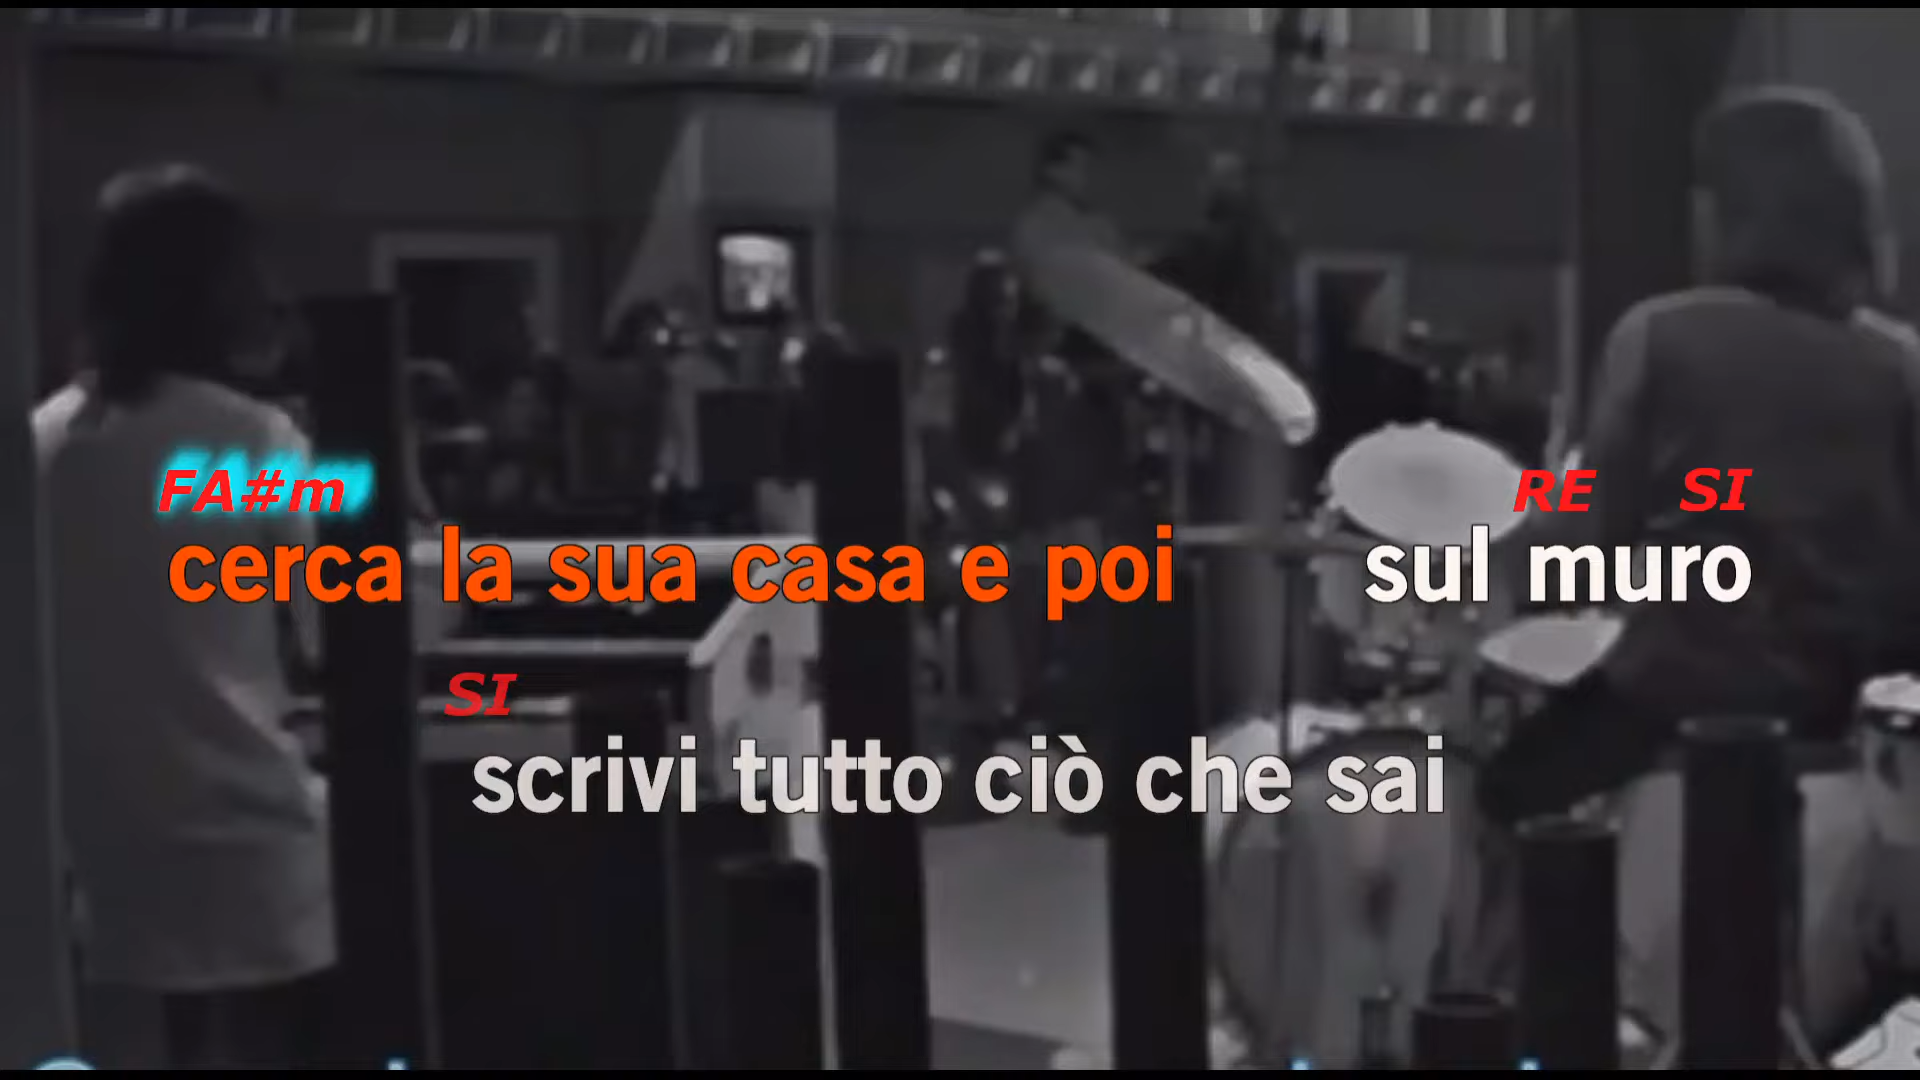 FA#m RE SI
cerca la sua casa e poi sul muro
SI
scrivi tutto ciò che sai